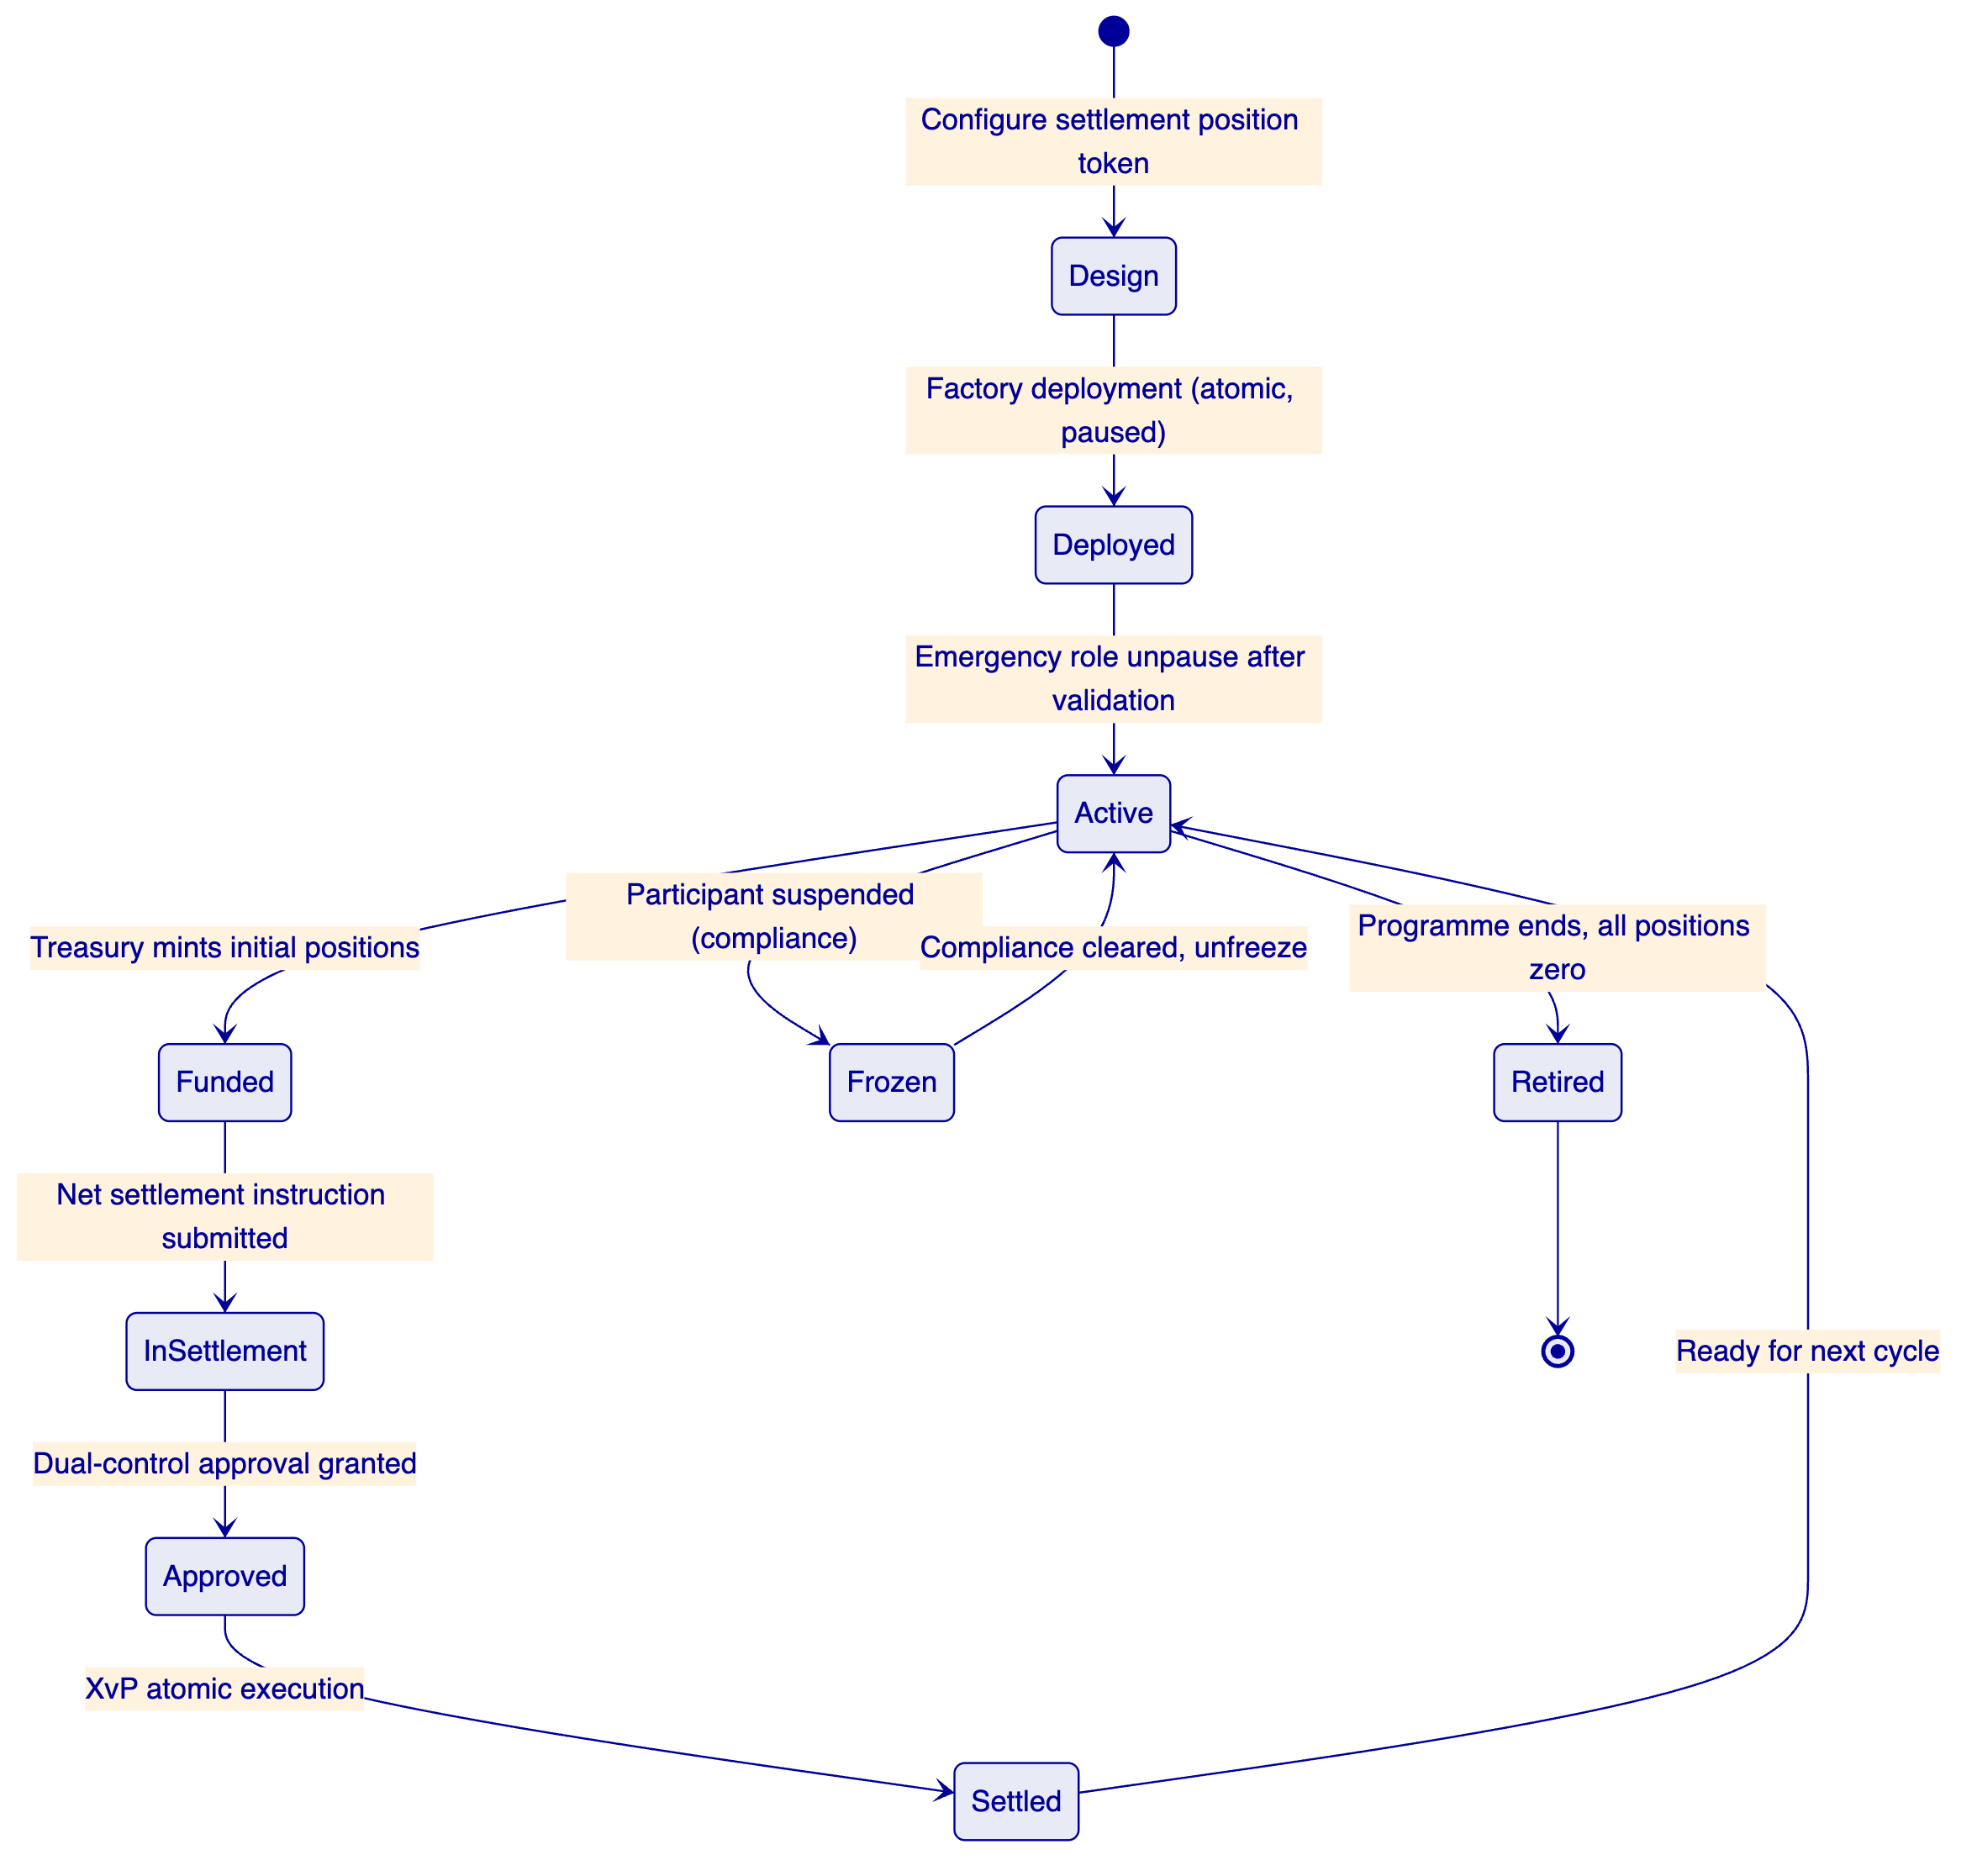 Configure settlement position
token
Design
Factory deployment (atomic,
paused)
Deployed
Emergency role unpause after
validation
Active
Participant suspended
(compliance)
Treasury mints initial positions
Compliance cleared, unfreeze
Programme ends, all positions
zero
Funded
Frozen
Retired
Net settlement instruction
submitted
InSettlement
Ready for next cycle
Dual-control approval granted
Approved
XvP atomic execution
Settled